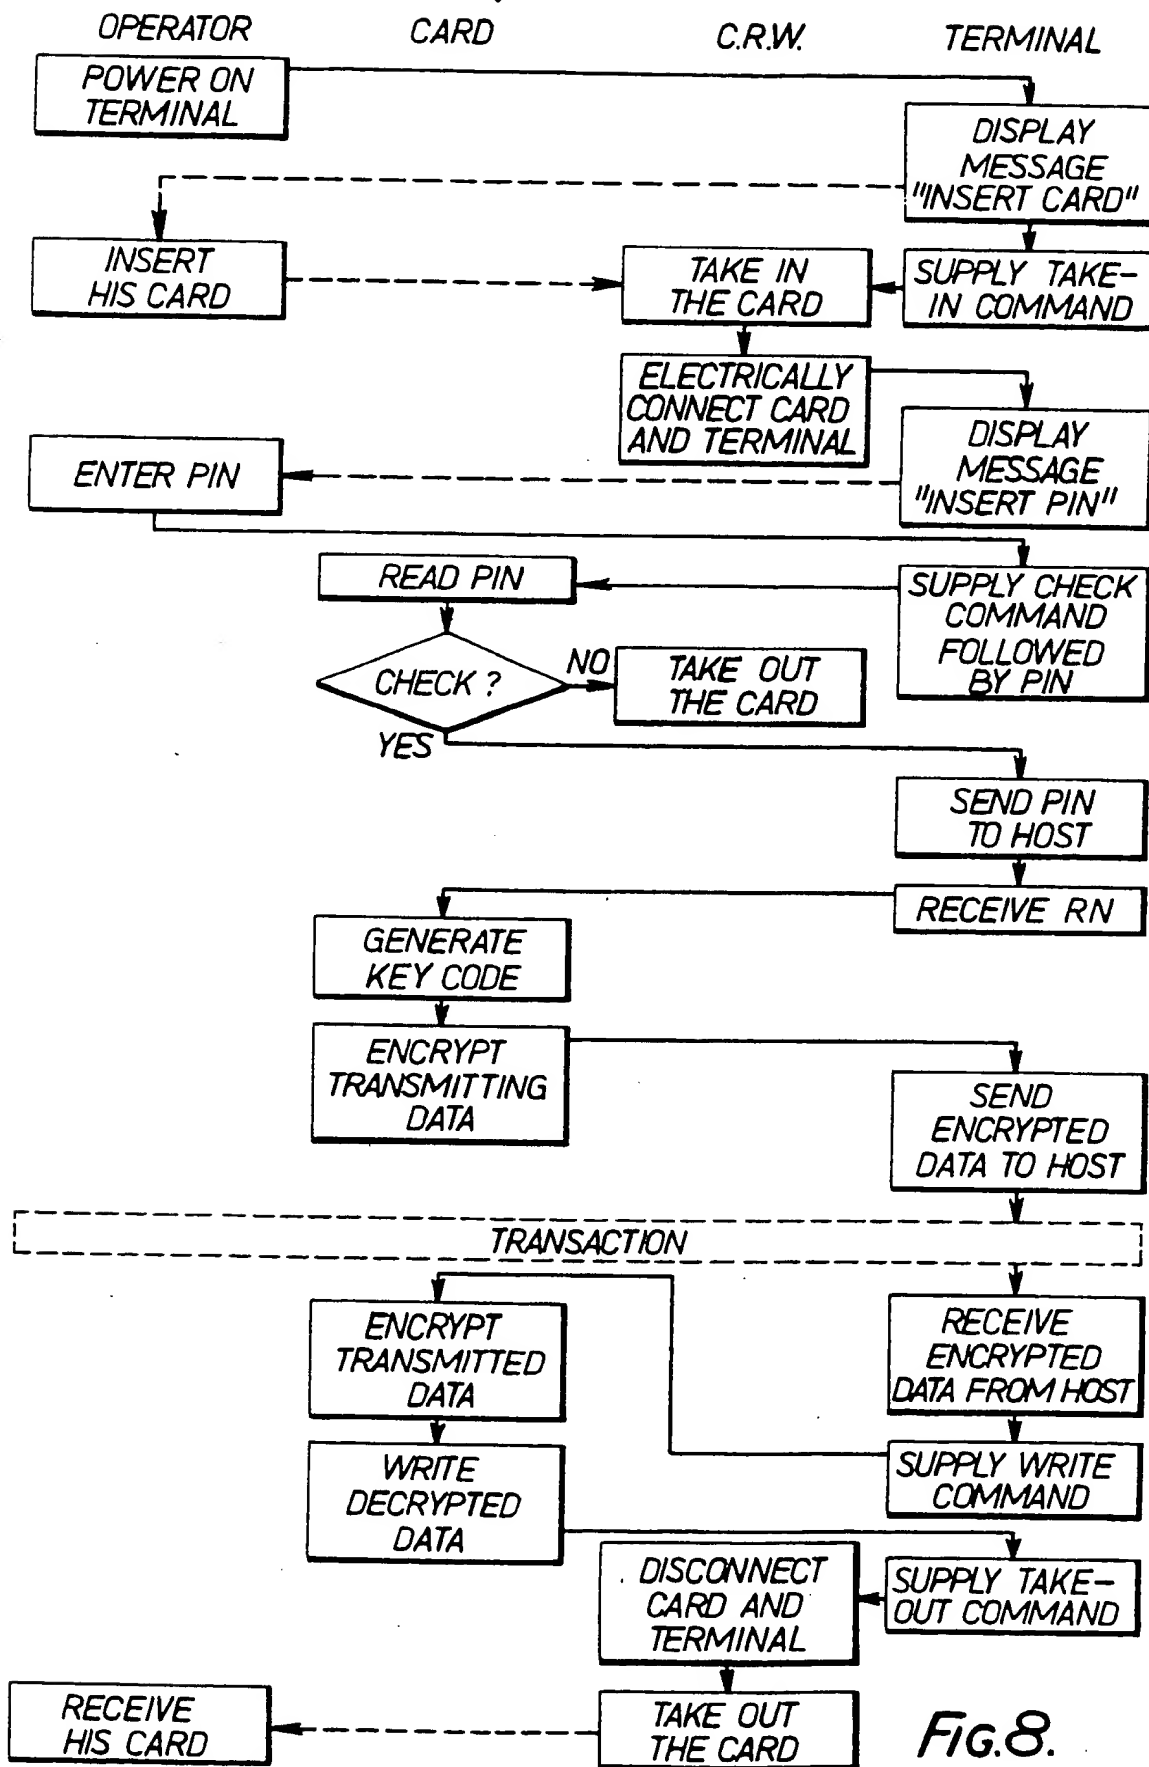 OPERATOR CARD C.R.W. TERMINAL
POWER ON
TERMINAL
DISPLAY
MESSAGE
"INSERT CARD"
INSERT
HIS CARD
TAKE IN
THE CARD
SUPPLY TAKE-
IN COMMAND
ELECTRICALLY
CONNECT CARD
AND TERMINAL
DISPLAY
MESSAGE
"INSERT PIN"
ENTER PIN
READ PIN
SUPPLY CHECK
COMMAND
FOLLOWED
BY PIN
CHECK ?
NO
TAKE OUT
THE CARD
YES
SEND PIN
TO HOST
RECEIVE RN
GENERATE
KEY CODE
ENCRYPT
TRANSMITTING
DATA
SEND
ENCRYPTED
DATA TO HOST
TRANSACTION
ENCRYPT
TRANSMITTED
DATA
RECEIVE
ENCRYPTED
DATA FROM HOST
WRITE
DECRYPTED
DATA
SUPPLY WRITE
COMMAND
DISCONNECT
CARD AND
TERMINAL
SUPPLY TAKE-
OUT COMMAND
RECEIVE
HIS CARD
TAKE OUT
THE CARD
FIG.8.